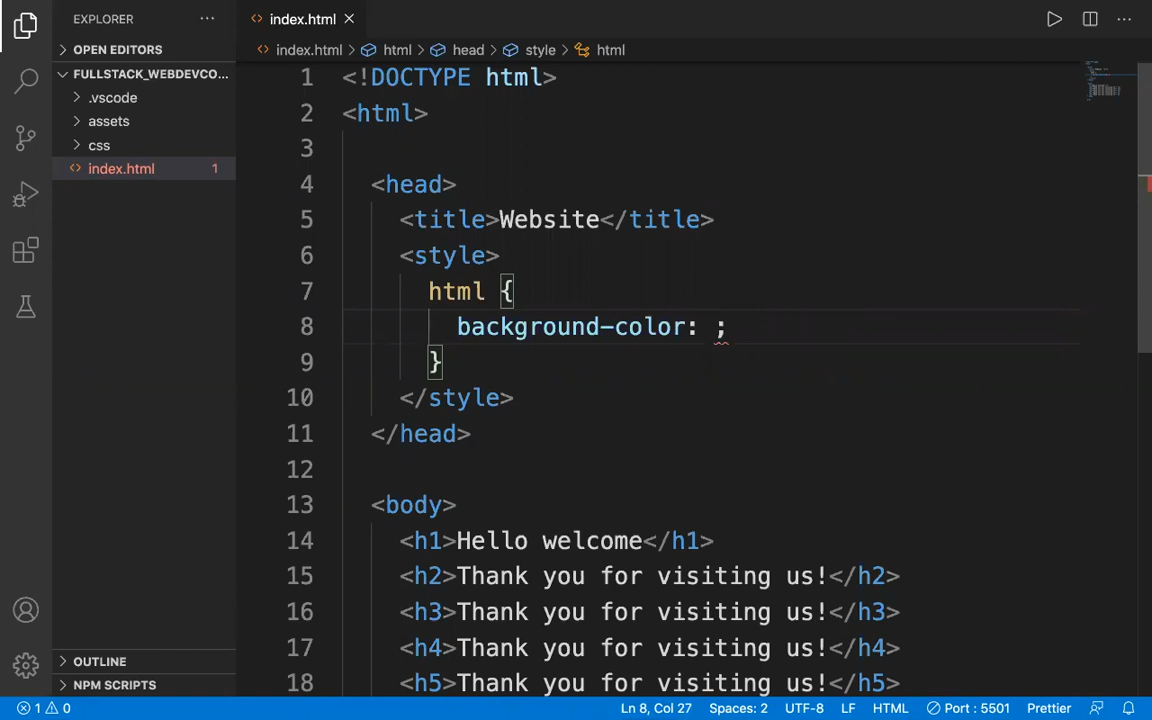 EXPLORER
index.html
OPEN EDITORS
index.html html head style html
FULLSTACK_WEBDEVCO...
.vscode
assets
css
index.html 1
1 <!DOCTYPE html>
2 <html>
3
4 <head>
5 <title>Website</title>
6 <style>
7 html {
8 background-color: ;
9 }
10 </style>
11 </head>
12
13 <body>
14 <h1>Hello welcome</h1>
15 <h2>Thank you for visiting us!</h2>
16 <h3>Thank you for visiting us!</h3>
17 <h4>Thank you for visiting us!</h4>
18 <h5>Thank you for visiting us!</h5>
OUTLINE
NPM SCRIPTS
1 0 Ln 8, Col 27 Spaces: 2 UTF-8 LF HTML Port : 5501 Prettier